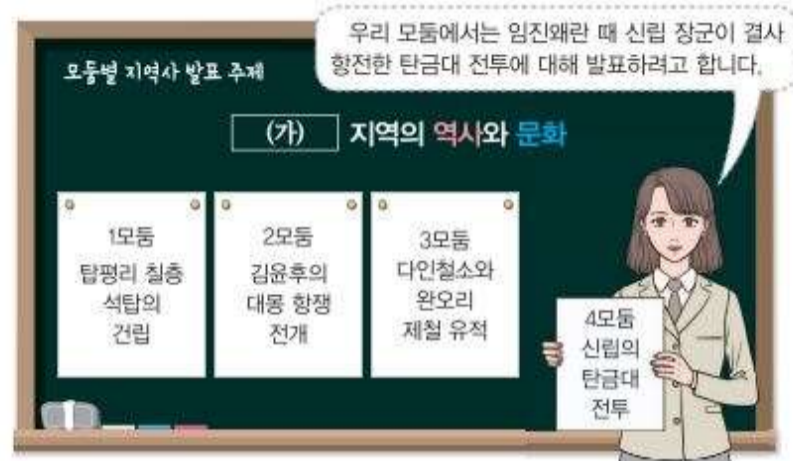 우리 모둠에서는 임진왜란 때 신립 장군이 결사
항전한 탄금대 전투에 대해 발표하려고 합니다.
모둠별 지역사 발표 주제
(가) 지역의 역사와 문화
1모둠
탑평리 칠층
석탑의
건립
2모둠
김윤후의
대몽 항쟁
전개
3모둠
다인철소와
완오리
제철 유적
4모둠
신립의
탄금대
전투